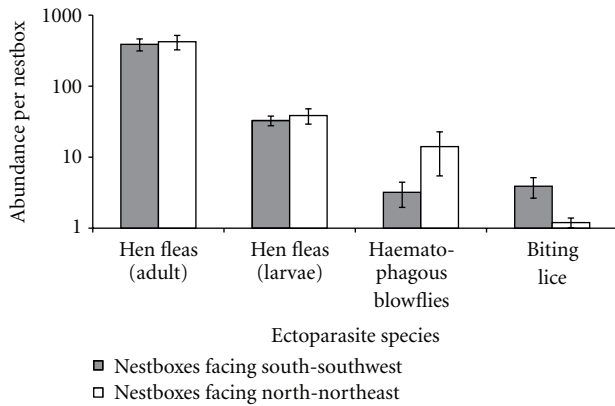 Abundance per nestbox
1000
100
10
1
Hen fleas
(adult)
Hen fleas
(larvae)
Haemato-
phagous
blowflies
Biting
lice
Ectoparasite species
Nestboxes facing south-southwest
Nestboxes facing north-northeast